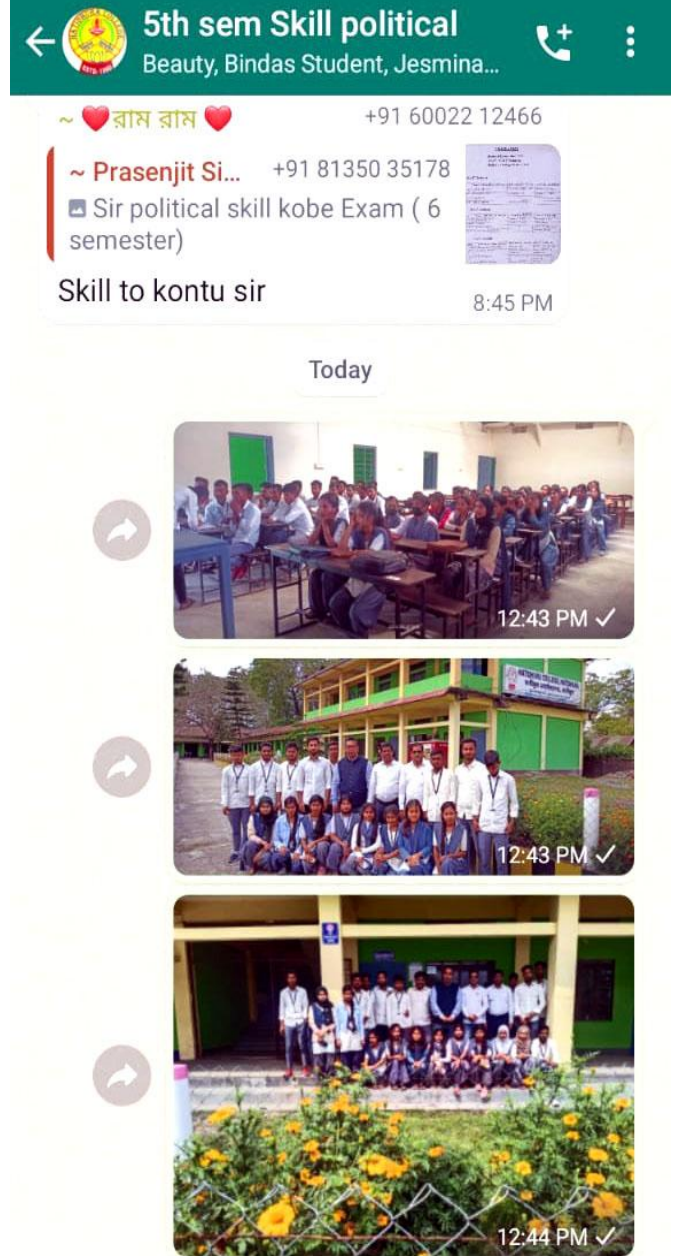 5th sem Skill political
Beauty, Bindas Student, Jesmina...
~ ❤️রাম রাম ❤️ +91 60022 12466
~ Prasenjit Si... +91 81350 35178
Sir political skill kobe Exam ( 6
semester)
Skill to kontu sir
8:45 PM
Today
12:43 PM
12:43 PM
12:44 PM